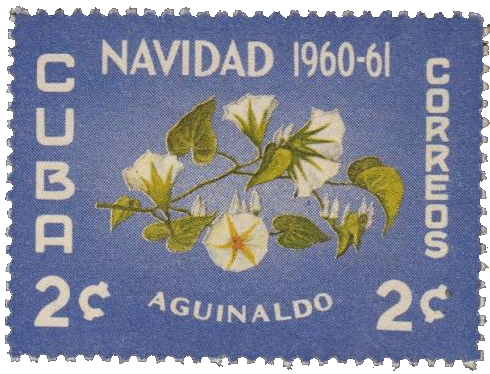 NAVIDAD 1960-61
CUBA
CORREOS
AGUINALDO
2¢
2¢